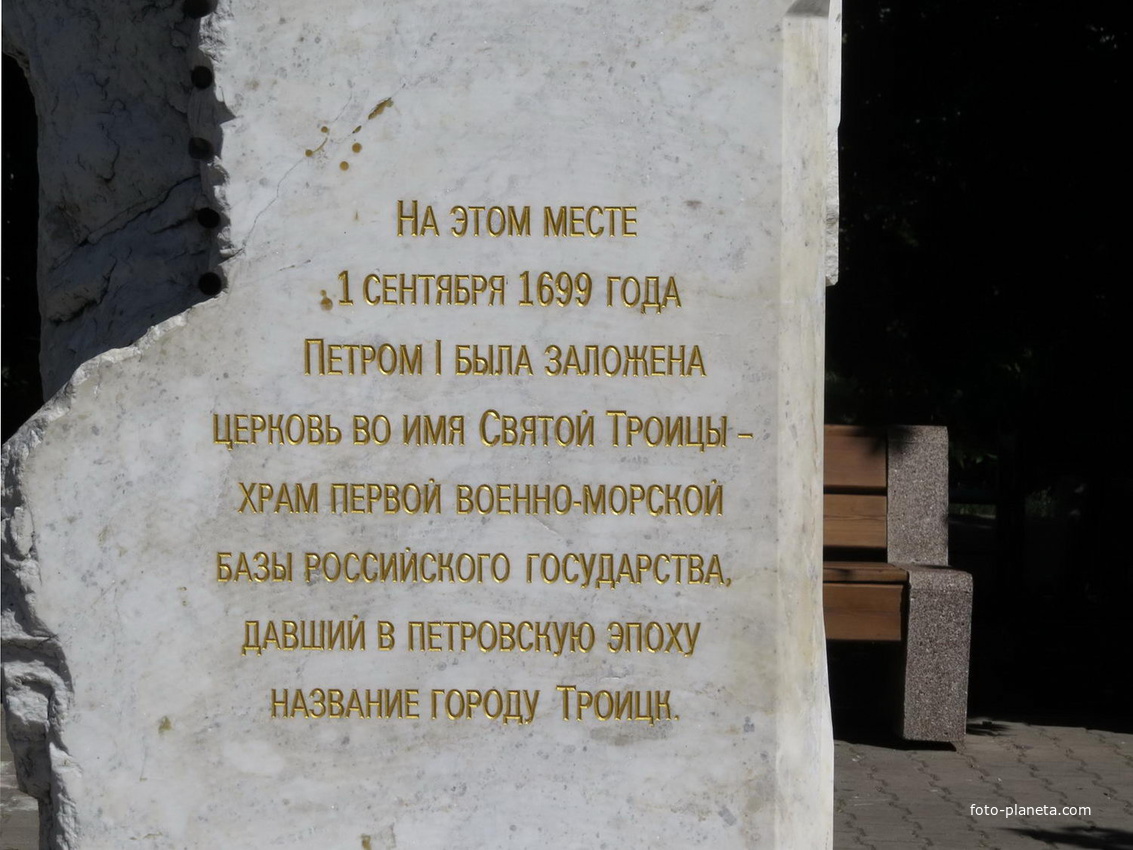 На этом месте
1 сентября 1699 года
Петром I была заложена
церковь во имя Святой Троицы –
храм первой военно-морской
базы российского государства,
давший в петровскую эпоху
название городу Троицк.
foto-planeta.com